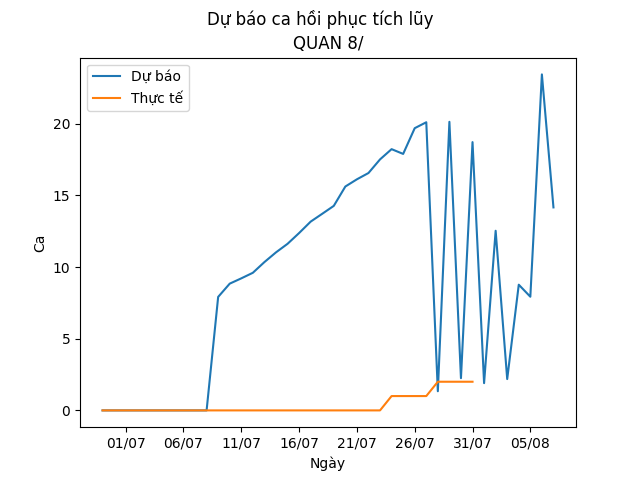 Dự báo ca hồi phục tích lũy
QUAN 8/
Dự báo
Thực tế
Ca
20
15
10
5
0
01/07 06/07 11/07 16/07 21/07 26/07 31/07 05/08
Ngày